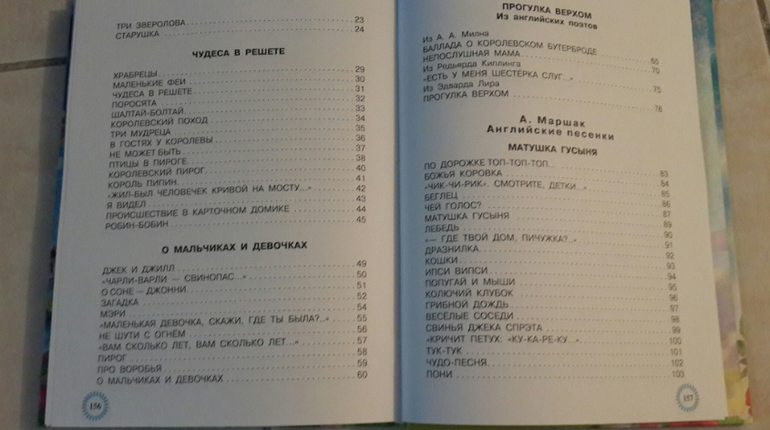 ТРИ ЗВЕРОЛОВА 23
СТАРУШКА 24
ЧУДЕСА В РЕШЕТЕ
ХРАБРЕЦЫ 29
МАЛЕНЬКИЕ ФЕИ 30
ЧУДЕСА В РЕШЕТЕ 31
ПОРОСЯТА 32
ШАЛТАЙ-БОЛТАЙ 33
КОРОЛЕВСКИЙ ПОХОД 34
ТРИ МУДРЕЦА 35
В ГОСТЯХ У КОРОЛЕВЫ 36
НЕ МОЖЕТ БЫТЬ 37
ПТИЦЫ В ПИРОГЕ 38
КОРОЛЕВСКИЙ ПИРОГ 40
КОРОЛЬ ПИПИН 41
«ЖИЛ-БЫЛ ЧЕЛОВЕЧЕК КРИВОЙ НА МОСТУ...» 42
Я ВИДЕЛ 43
ПРОИСШЕСТВИЕ В КАРТОЧНОМ ДОМИКЕ 44
РОБИН-БОБИН 45
О МАЛЬЧИКАХ И ДЕВОЧКАХ
ДЖЕК И ДЖИЛЛ 49
«ЧАРЛИ-ВАРЛИ — СВИНОПАС...» 50
О СОНЕ — ДЖОННИ 51
ЗАГАДКА 52
МЭРИ 54
«МАЛЕНЬКАЯ ДЕВОЧКА, СКАЖИ, ГДЕ ТЫ БЫЛА?..» 55
НЕ ШУТИ С ОГНЁМ 56
«ВАМ СКОЛЬКО ЛЕТ, ВАМ СКОЛЬКО ЛЕТ...» 57
ПИРОГ 58
ПРО ВОРОБЬЯ 59
О МАЛЬЧИКАХ И ДЕВОЧКАХ 60
156
ПРОГУЛКА ВЕРХОМ
Из английских поэтов
Из А. А. Милна
БАЛЛАДА О КОРОЛЕВСКОМ БУТЕРБРОДЕ 65
НЕПОСЛУШНАЯ МАМА 70
Из Редьярда Киплинга
«ЕСТЬ У МЕНЯ ШЕСТЁРКА СЛУГ...» 75
Из Эдварда Лира
ПРОГУЛКА ВЕРХОМ 76
А. Маршак
Английские песенки
МАТУШКА ГУСЫНЯ
ПО ДОРОЖКЕ ТОП-ТОП-ТОП... 83
БОЖЬЯ КОРОВКА 84
«ЧИК-ЧИ-РИК». СМОТРИТЕ, ДЕТКИ...» 85
БЕГЛЕЦ 86
ЧЕЙ ГОЛОС? 87
МАТУШКА ГУСЫНЯ 89
ЛЕБЕДЬ 90
«— ГДЕ ТВОЙ ДОМ, ПИЧУЖКА?..» 91
ДРАЗНИЛКА 92
КОШКИ 93
ИПСИ ВИПСИ 94
ПОПУГАЙ И МЫШИ 95
КОЛЮЧИЙ КЛУБОК 96
ГРИБНОЙ ДОЖДЬ 97
ВЕСЁЛЫЕ СОСЕДИ 98
СВИНЬЯ ДЖЕКА СПРЭТА 99
«КРИЧИТ ПЕТУХ: «КУ-КА-РЕ-КУ...» 100
ТУК-ТУК 101
ЧУДО-ПЕСНЯ 102
ПОНИ 103
157